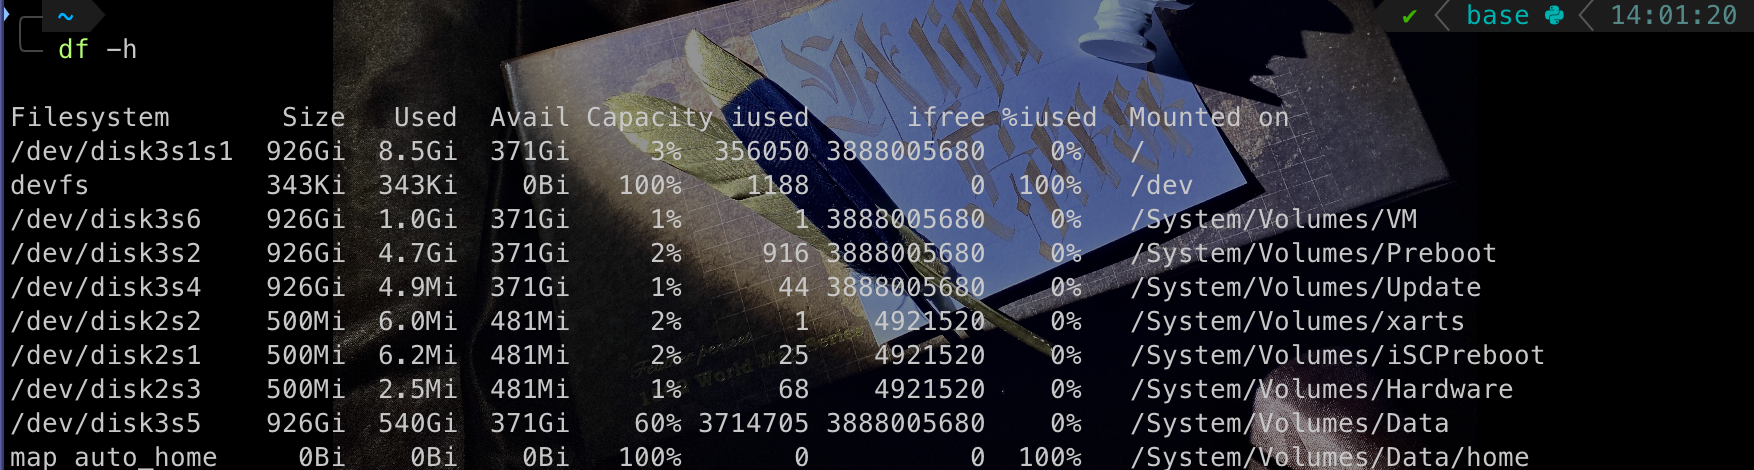 ~ ✔ base 14:01:20
df -h
Filesystem Size Used Avail Capacity iused ifree %iused Mounted on
/dev/disk3s1s1 926Gi 8.5Gi 371Gi 3% 356050 3888005680 0% /
devfs 343Ki 343Ki 0Bi 100% 1188 0 100% /dev
/dev/disk3s6 926Gi 1.0Gi 371Gi 1% 1 3888005680 0% /System/Volumes/VM
/dev/disk3s2 926Gi 4.7Gi 371Gi 2% 916 3888005680 0% /System/Volumes/Preboot
/dev/disk3s4 926Gi 4.9Mi 371Gi 1% 44 3888005680 0% /System/Volumes/Update
/dev/disk2s2 500Mi 6.0Mi 481Mi 2% 1 4921520 0% /System/Volumes/xarts
/dev/disk2s1 500Mi 6.2Mi 481Mi 2% 25 4921520 0% /System/Volumes/iSCPreboot
/dev/disk2s3 500Mi 2.5Mi 481Mi 1% 68 4921520 0% /System/Volumes/Hardware
/dev/disk3s5 926Gi 540Gi 371Gi 60% 3714705 3888005680 0% /System/Volumes/Data
map auto_home 0Bi 0Bi 0Bi 100% 0 0 100% /System/Volumes/Data/home